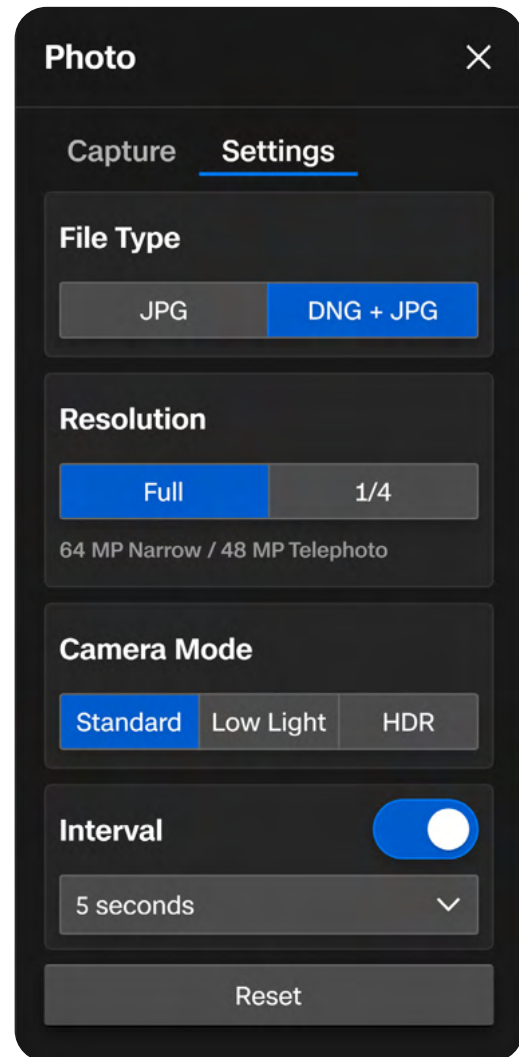 Photo
Capture Settings
File Type
JPG DNG + JPG
Resolution
Full 1/4
64 MP Narrow / 48 MP Telephoto
Camera Mode
Standard Low Light HDR
Interval
5 seconds
Reset